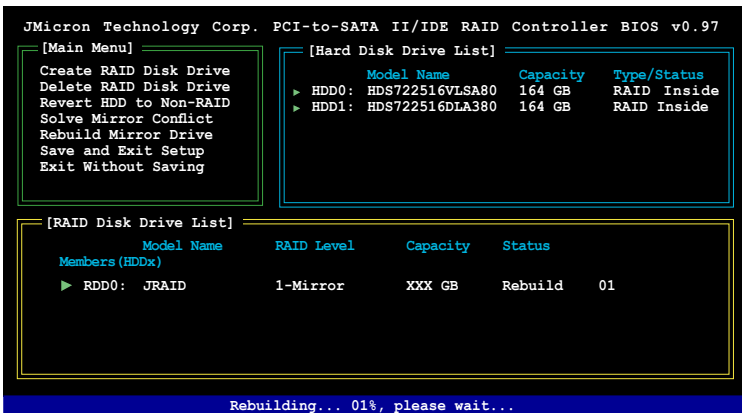 JMicron Technology Corp. PCI-to-SATA II/IDE RAID Controller BIOS v0.97
[Main Menu]
Create RAID Disk Drive
Delete RAID Disk Drive
Revert HDD to Non-RAID
Solve Mirror Conflict
Rebuild Mirror Drive
Save and Exit Setup
Exit Without Saving
[Hard Disk Drive List]
Model Name Capacity Type/Status
HDD0: HDS722516VLSA80 164 GB RAID Inside
HDD1: HDS722516DLA380 164 GB RAID Inside
[RAID Disk Drive List]
Model Name RAID Level Capacity Status
Members(HDDx)
RDD0: JRAID 1-Mirror XXX GB Rebuild 01
Rebuilding... 01%, please wait...